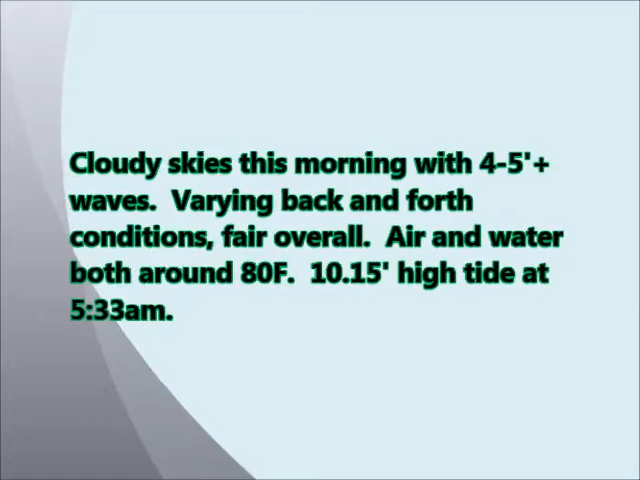 Cloudy skies this morning with 4-5'+
waves.  Varying back and forth
conditions, fair overall.  Air and water
both around 80F.  10.15' high tide at
5:33am.